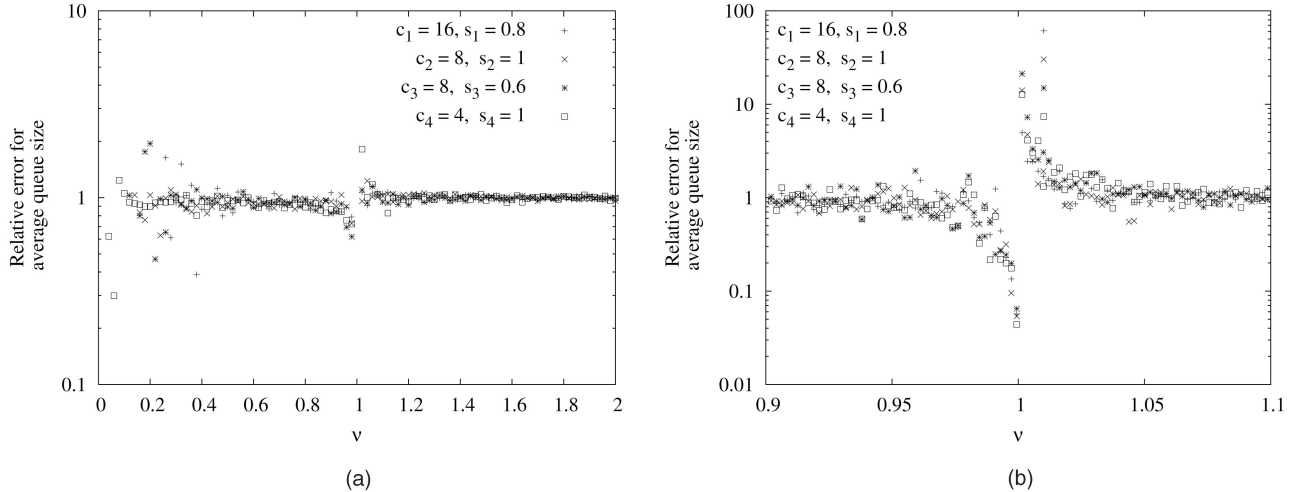 Relative error for
average queue size
10
1
0.1
c1 = 16, s1 = 0.8
c2 = 8, s2 = 1
c3 = 8, s3 = 0.6
c4 = 4, s4 = 1
0 0.2 0.4 0.6 0.8 1 1.2 1.4 1.6 1.8 2
ν
(a)
Relative error for
average queue size
100
10
1
0.1
0.01
c1 = 16, s1 = 0.8
c2 = 8, s2 = 1
c3 = 8, s3 = 0.6
c4 = 4, s4 = 1
0.9 0.95 1 1.05 1.1
ν
(b)